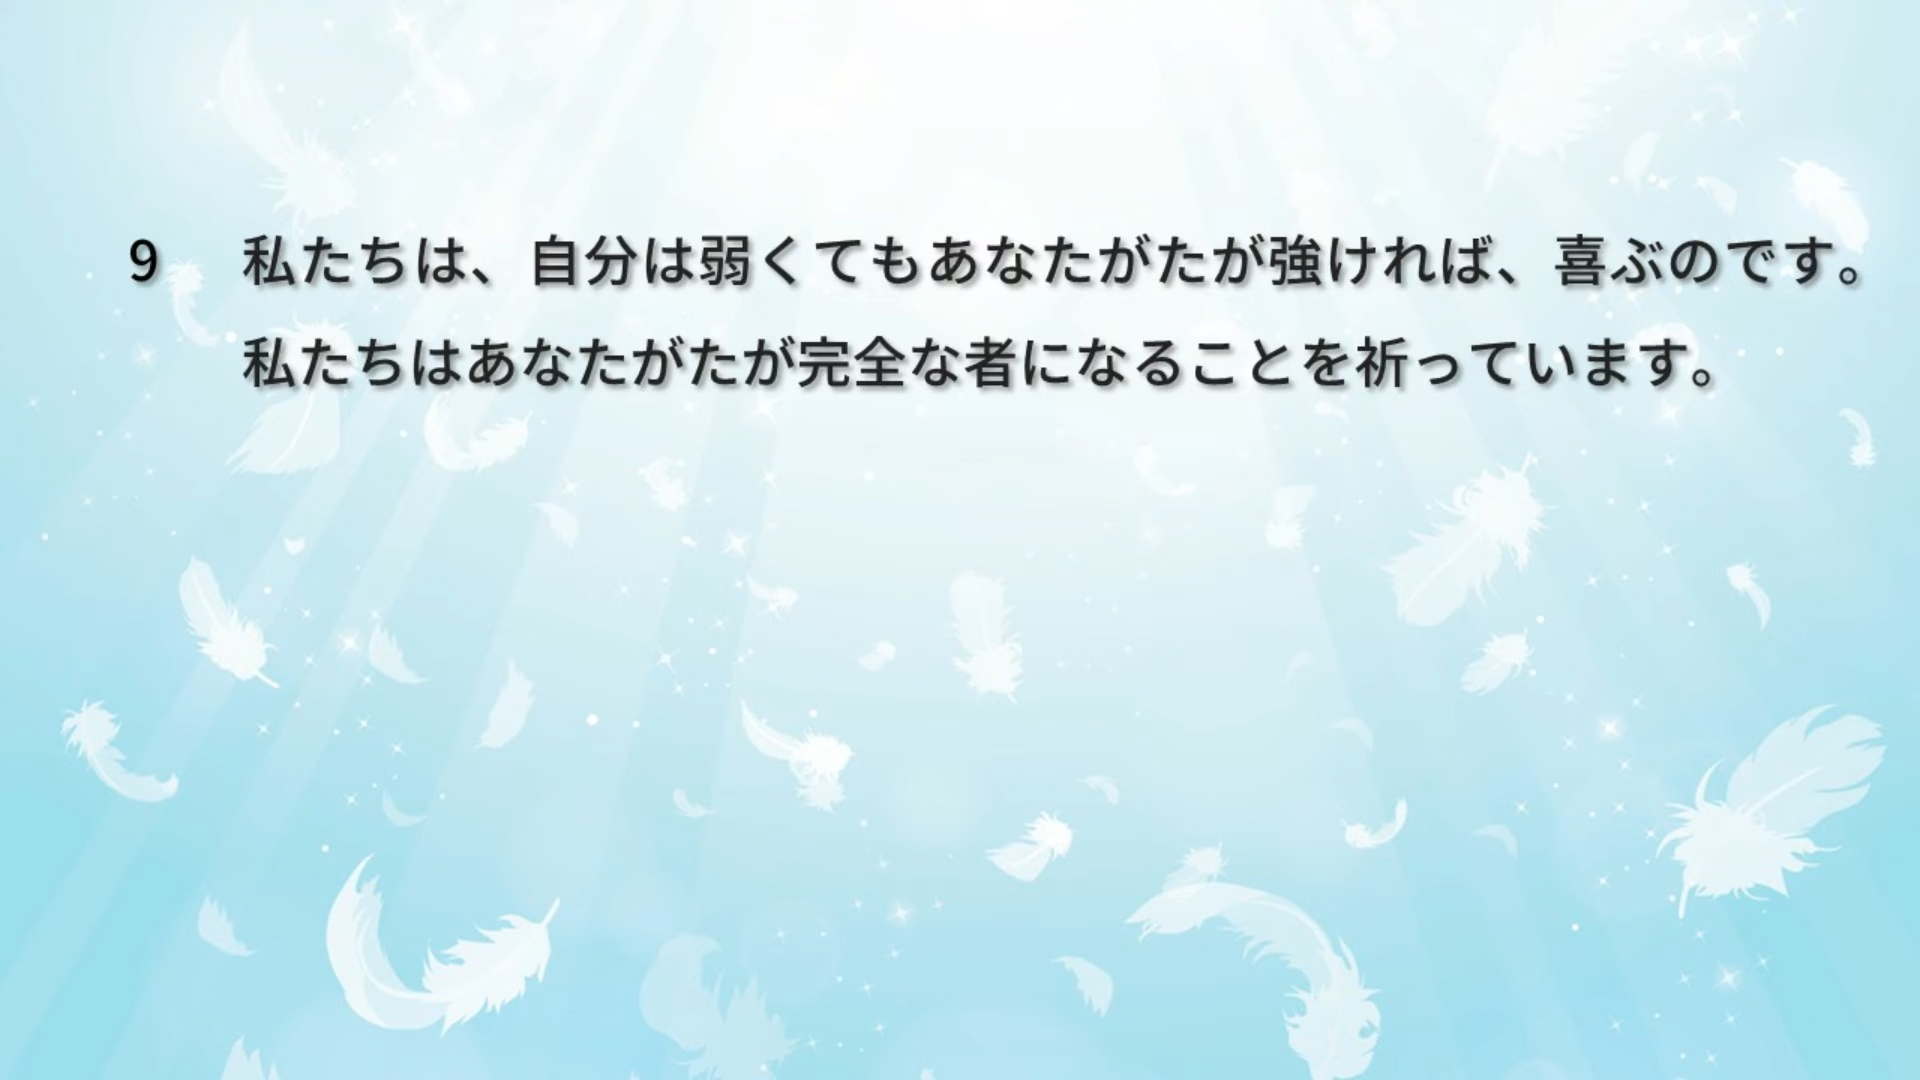 9 私たちは、自分は弱くてもあなたがたが強ければ、喜ぶのです。
私たちはあなたがたが完全な者になることを祈っています。